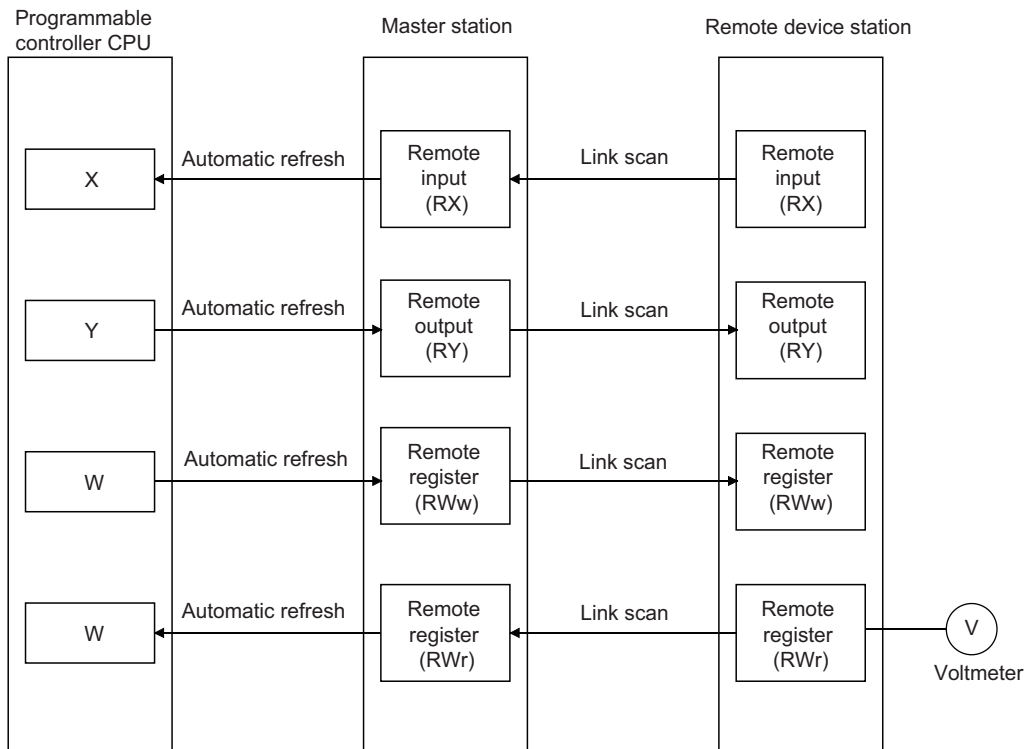 Programmable
controller CPU
Master station
Remote device station
X
Automatic refresh
Remote
input
(RX)
Link scan
Remote
input
(RX)
Y
Automatic refresh
Remote
output
(RY)
Link scan
Remote
output
(RY)
W
Automatic refresh
Remote
register
(RWw)
Link scan
Remote
register
(RWw)
W
Automatic refresh
Remote
register
(RWr)
Link scan
Remote
register
(RWr)
V
Voltmeter